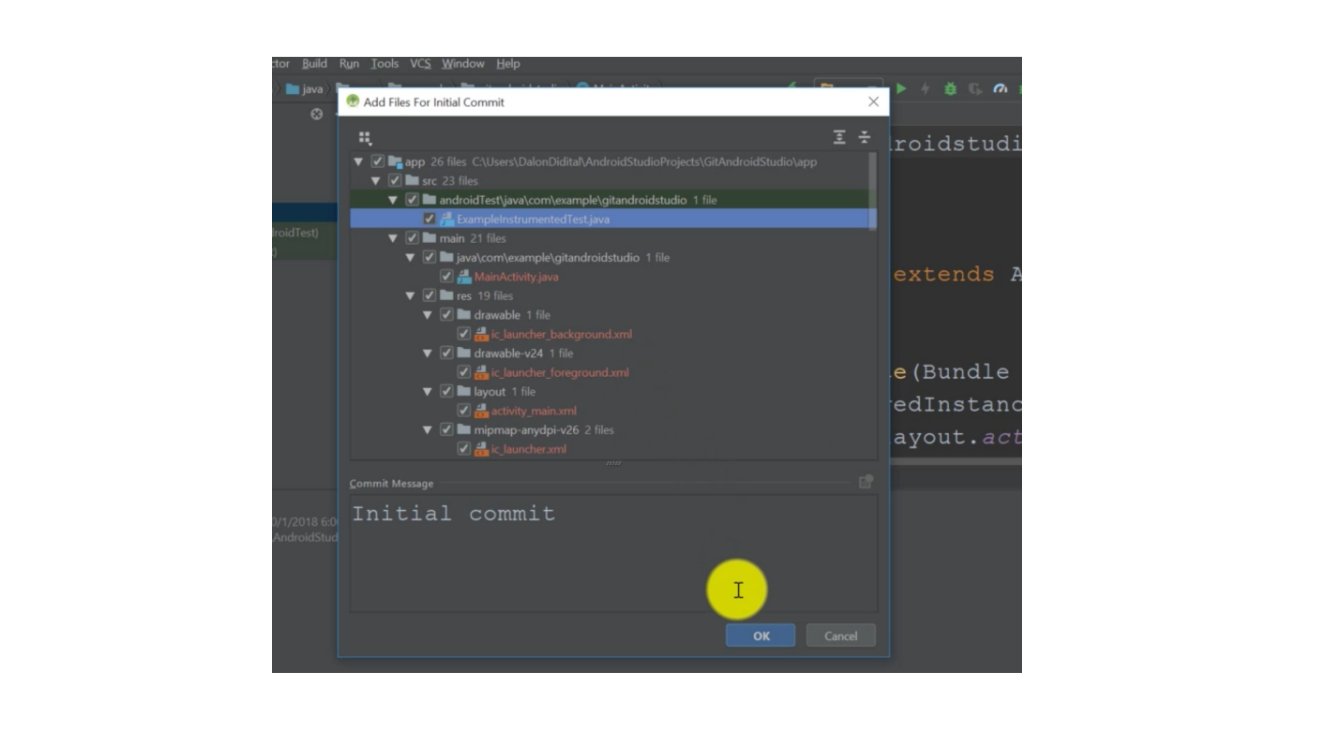 Build Run Tools VCS Window Help
java
Add Files For Initial Commit
app 26 files C:\Users\DalonDidital\AndroidStudioProjects\GitAndroidStudio\app
src 23 files
androidTest\java\com\example\gitandroidstudio 1 file
ExampleInstrumentedTest.java
main 21 files
java\com\example\gitandroidstudio 1 file
MainActivity.java
res 19 files
drawable 1 file
ic_launcher_background.xml
drawable-v24 1 file
ic_launcher_foreground.xml
layout 1 file
activity_main.xml
mipmap-anydpi-v26 2 files
ic_launcher.xml
Commit Message
Initial commit
OK Cancel
roidstudi
extends A
e(Bundle
edInstanc
ayout.act
roidTest)
0/1/2018 6:0
AndroidStud